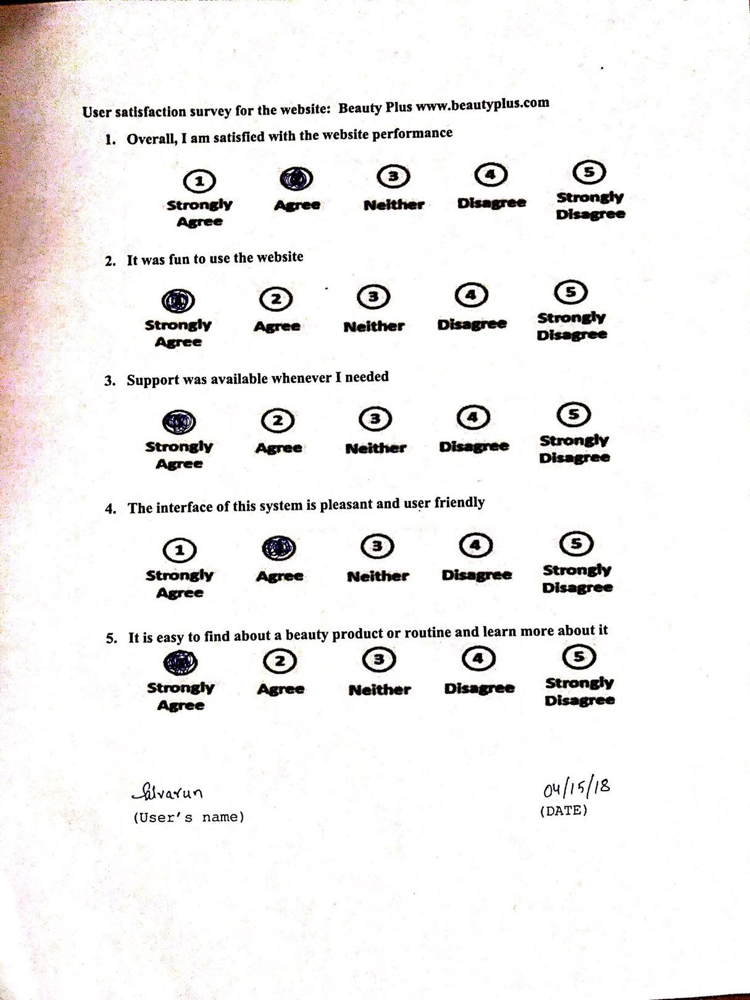 User satisfaction survey for the website: Beauty Plus www.beautyplus.com
1. Overall, I am satisfied with the website performance
1 3 4 5
Strongly Agree Agree Neither Disagree Strongly Disagree
2. It was fun to use the website
2 3 4 5
Strongly Agree Agree Neither Disagree Strongly Disagree
3. Support was available whenever I needed
2 3 4 5
Strongly Agree Agree Neither Disagree Strongly Disagree
4. The interface of this system is pleasant and user friendly
1 3 4 5
Strongly Agree Agree Neither Disagree Strongly Disagree
5. It is easy to find about a beauty product or routine and learn more about it
2 3 4 5
Strongly Agree Agree Neither Disagree Strongly Disagree
04/15/18
(User's name) (DATE)